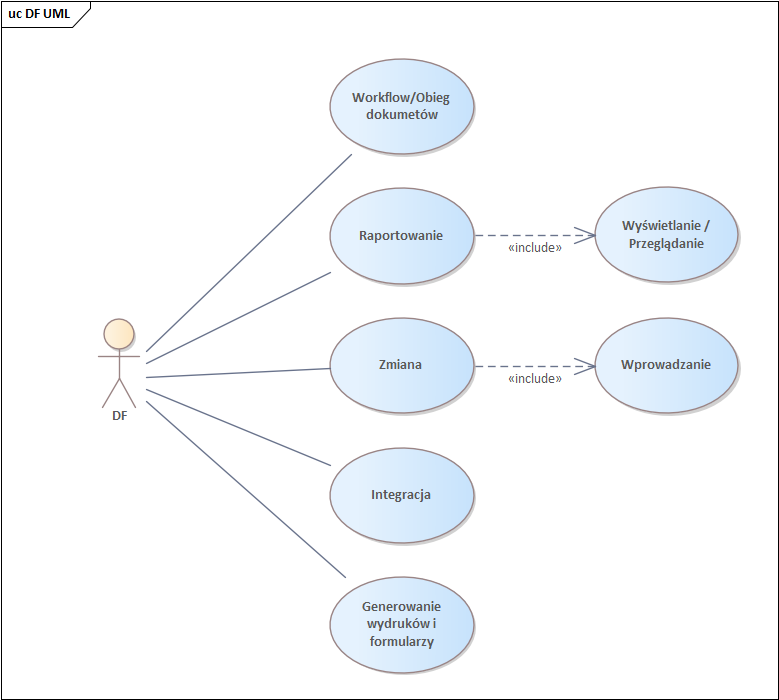 uc DF UML
Workflow/Obieg
dokumetów
Raportowanie
«include»
Wyświetlanie /
Przeglądanie
Zmiana
«include»
Wprowadzanie
DF
Integracja
Generowanie
wydruków i
formularzy